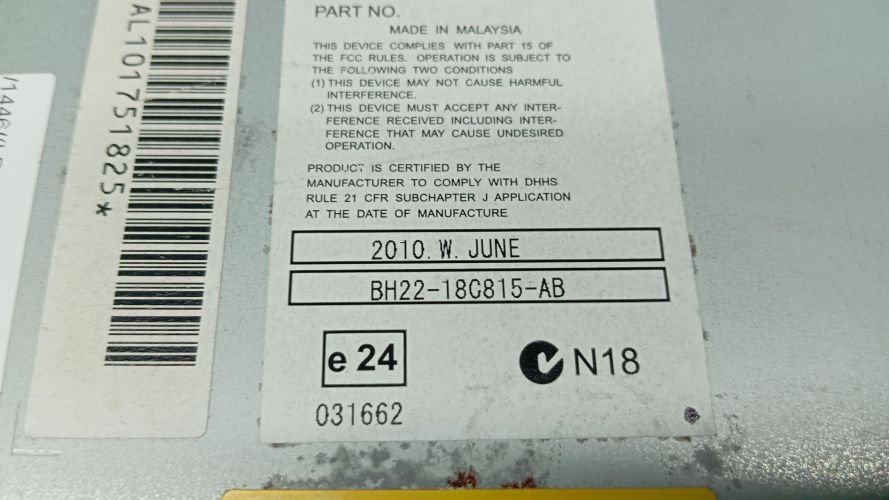 PART NO.
MADE IN MALAYSIA
THIS DEVICE COMPLIES WITH PART 15 OF
THE FCC RULES. OPERATION IS SUBJECT TO
THE FOLLOWING TWO CONDITIONS
(1) THIS DEVICE MAY NOT CAUSE HARMFUL
INTERFERENCE.
(2) THIS DEVICE MUST ACCEPT ANY INTER-
FERENCE RECEIVED INCLUDING INTER-
FERENCE THAT MAY CAUSE UNDESIRED
OPERATION.
PRODUCT IS CERTIFIED BY THE
MANUFACTURER TO COMPLY WITH DHHS
RULE 21 CFR SUBCHAPTER J APPLICATION
AT THE DATE OF MANUFACTURE
2010. W. JUNE
BH22-18C815-AB
e 24
N18
031662
AL101751825*